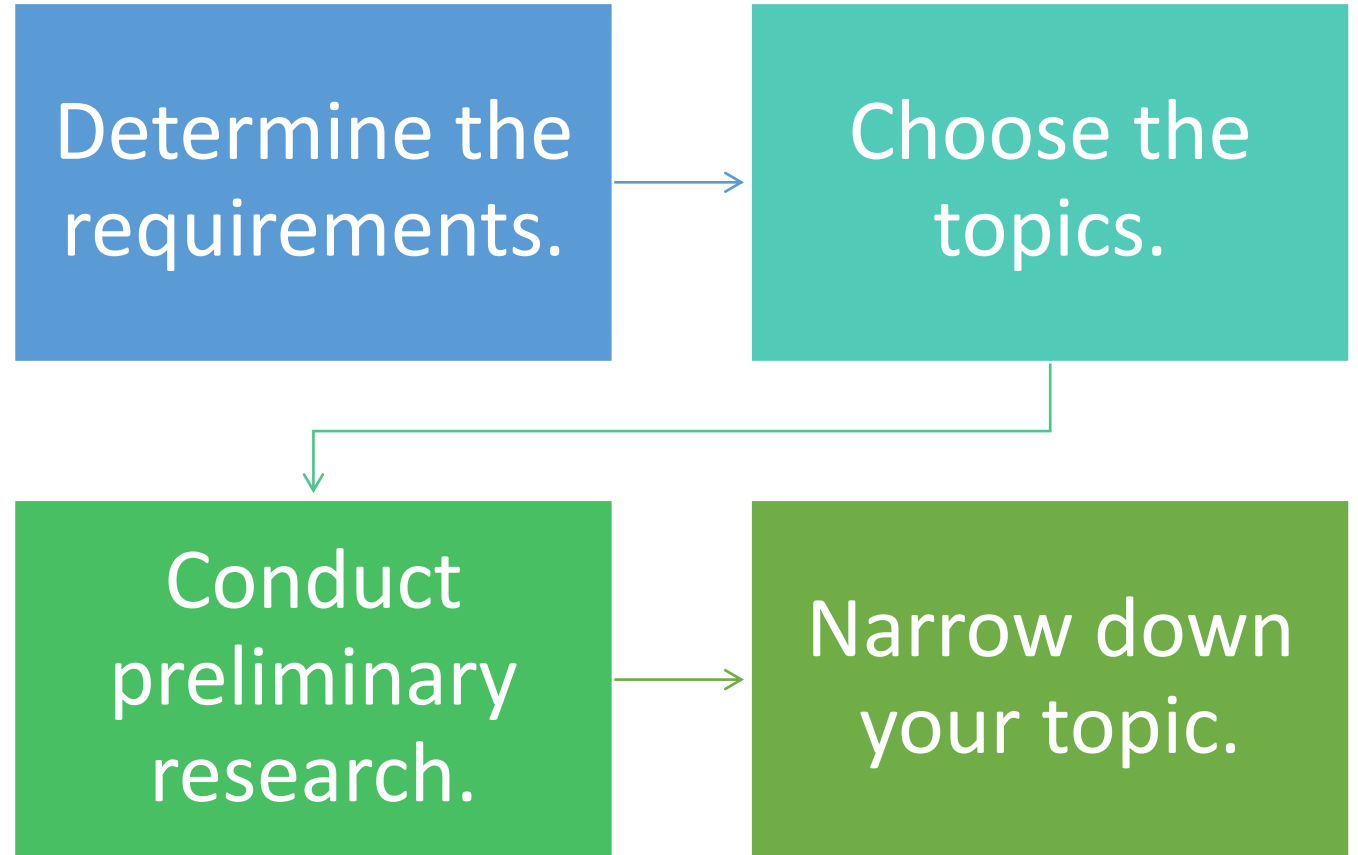 Determine the
requirements.
Choose the
topics.
Conduct
preliminary
research.
Narrow down
your topic.